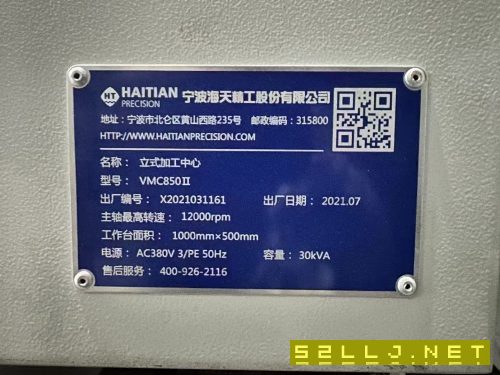 HT HAITIAN PRECISION 宁波海天精工股份有限公司
地址：宁波市北仑区黄山西路235号 邮政编码：315800
HTTP://WWW.HAITIANPRECISION.COM
名称：立式加工中心
型号：VMC850Ⅱ
出厂编号：X2021031161 出厂日期：2021.07
主轴最高转速：12000rpm
工作台面积：1000mm×500mm
电源：AC380V 3/PE 50Hz 容量：30kVA
售后服务：400-926-2116
52LLJ.NET